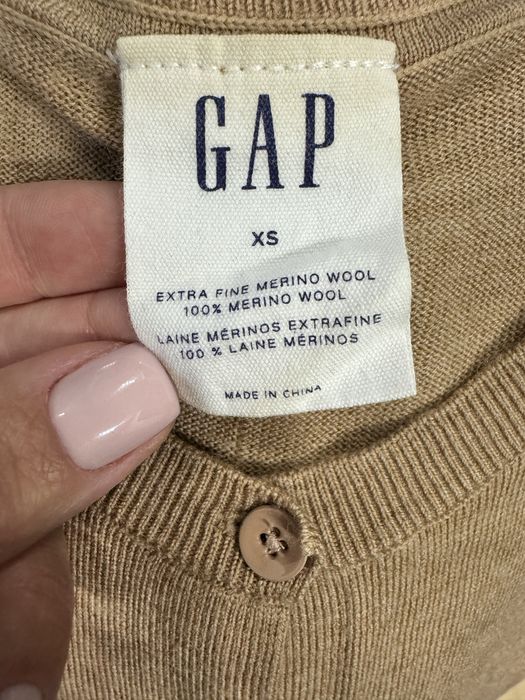 GAP
XS
EXTRA FINE MERINO WOOL
100% MERINO WOOL
LAINE MÉRINOS EXTRAFINE
100 % LAINE MÉRINOS
MADE IN CHINA